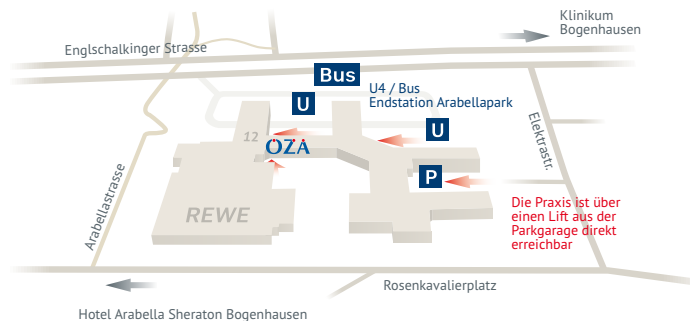 Klinikum
Bogenhausen
Englschalkinger Strasse
Bus
U4 / Bus
Endstation Arabellapark
U
U
12
ÖZA
P
Elektrastr.
Arabellastrasse
REWE
Die Praxis ist über
einen Lift aus der
Parkgarage direkt
erreichbar
Rosenkavalierplatz
Hotel Arabella Sheraton Bogenhausen